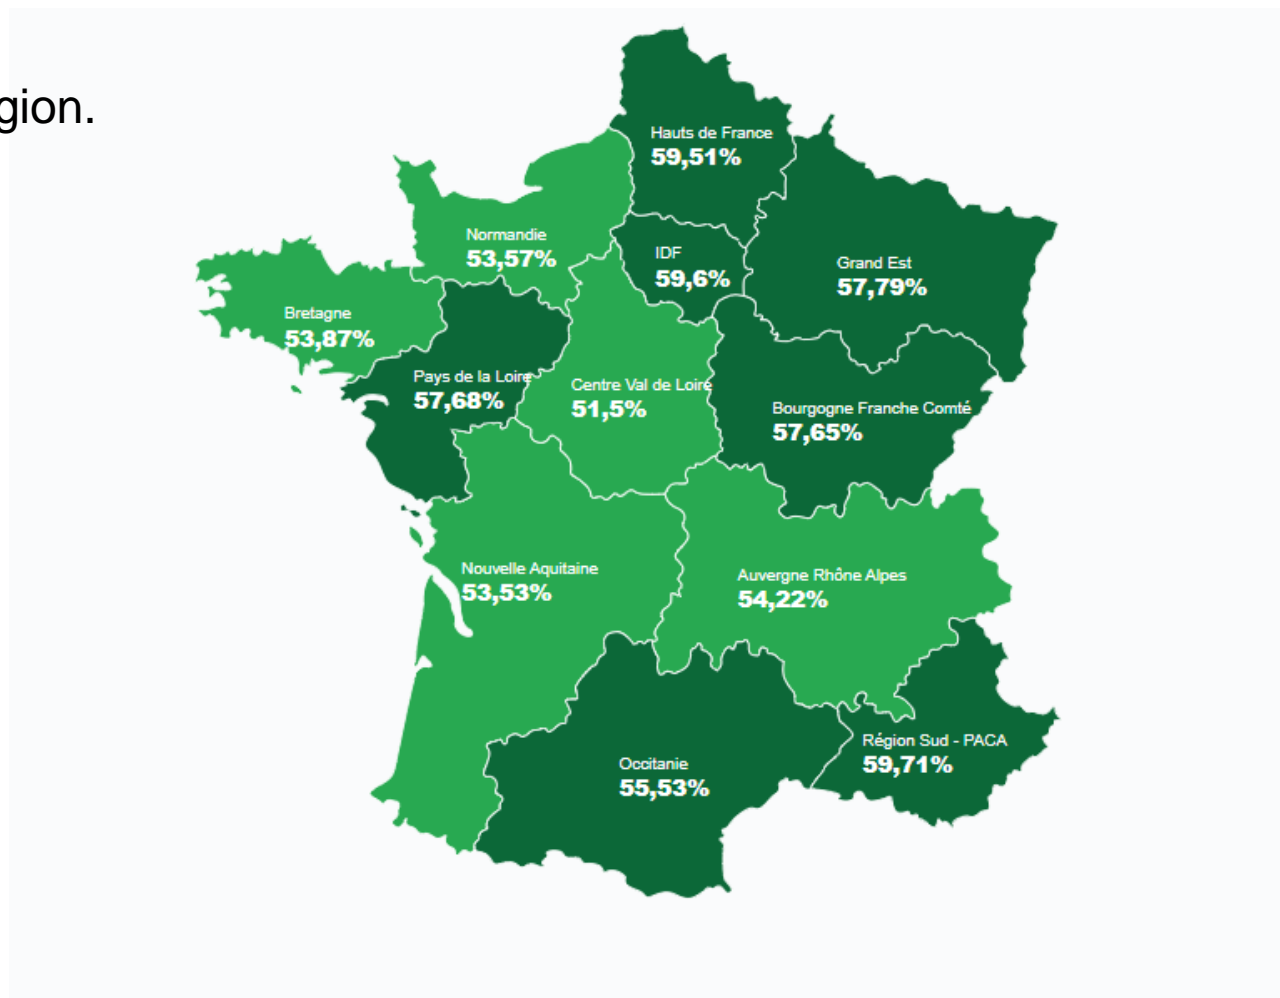 gion.
Hauts de France
59,51%
Normandie
53,57%
IDF
59,6%
Grand Est
57,79%
Bretagne
53,87%
Pays de la Loire
57,68%
Centre Val de Loire
51,5%
Bourgogne Franche Comté
57,65%
Nouvelle Aquitaine
53,53%
Auvergne Rhône Alpes
54,22%
Occitanie
55,53%
Région Sud - PACA
59,71%